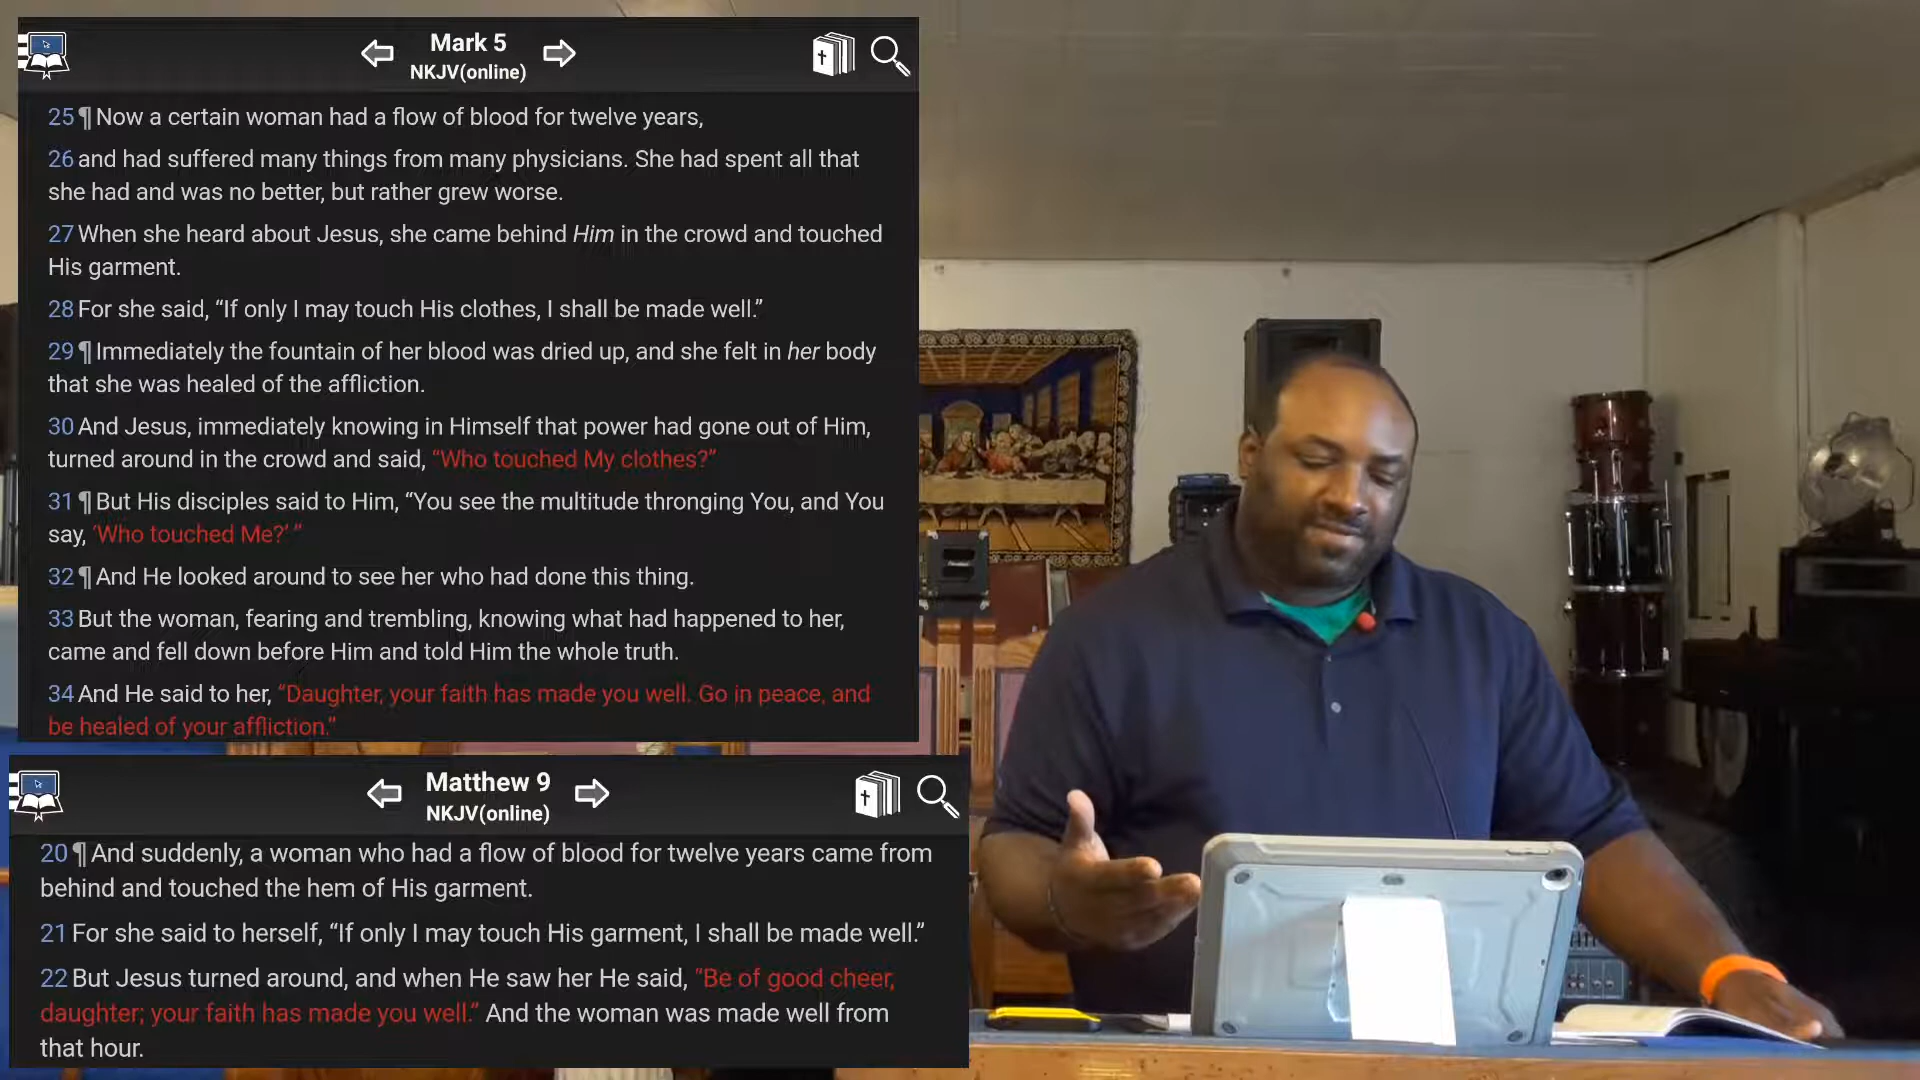 Mark 5
NKJV(online)
25 ¶ Now a certain woman had a flow of blood for twelve years,
26 and had suffered many things from many physicians. She had spent all that
she had and was no better, but rather grew worse.
27 When she heard about Jesus, she came behind Him in the crowd and touched
His garment.
28 For she said, “If only I may touch His clothes, I shall be made well.”
29 ¶ Immediately the fountain of her blood was dried up, and she felt in her body
that she was healed of the affliction.
30 And Jesus, immediately knowing in Himself that power had gone out of Him,
turned around in the crowd and said, “Who touched My clothes?”
31 ¶ But His disciples said to Him, “You see the multitude thronging You, and You
say, ‘Who touched Me?’ ”
32 ¶ And He looked around to see her who had done this thing.
33 But the woman, fearing and trembling, knowing what had happened to her,
came and fell down before Him and told Him the whole truth.
34 And He said to her, “Daughter, your faith has made you well. Go in peace, and
be healed of your affliction.”
Matthew 9
NKJV(online)
20 ¶ And suddenly, a woman who had a flow of blood for twelve years came from
behind and touched the hem of His garment.
21 For she said to herself, “If only I may touch His garment, I shall be made well.”
22 But Jesus turned around, and when He saw her He said, “Be of good cheer,
daughter; your faith has made you well.” And the woman was made well from
that hour.